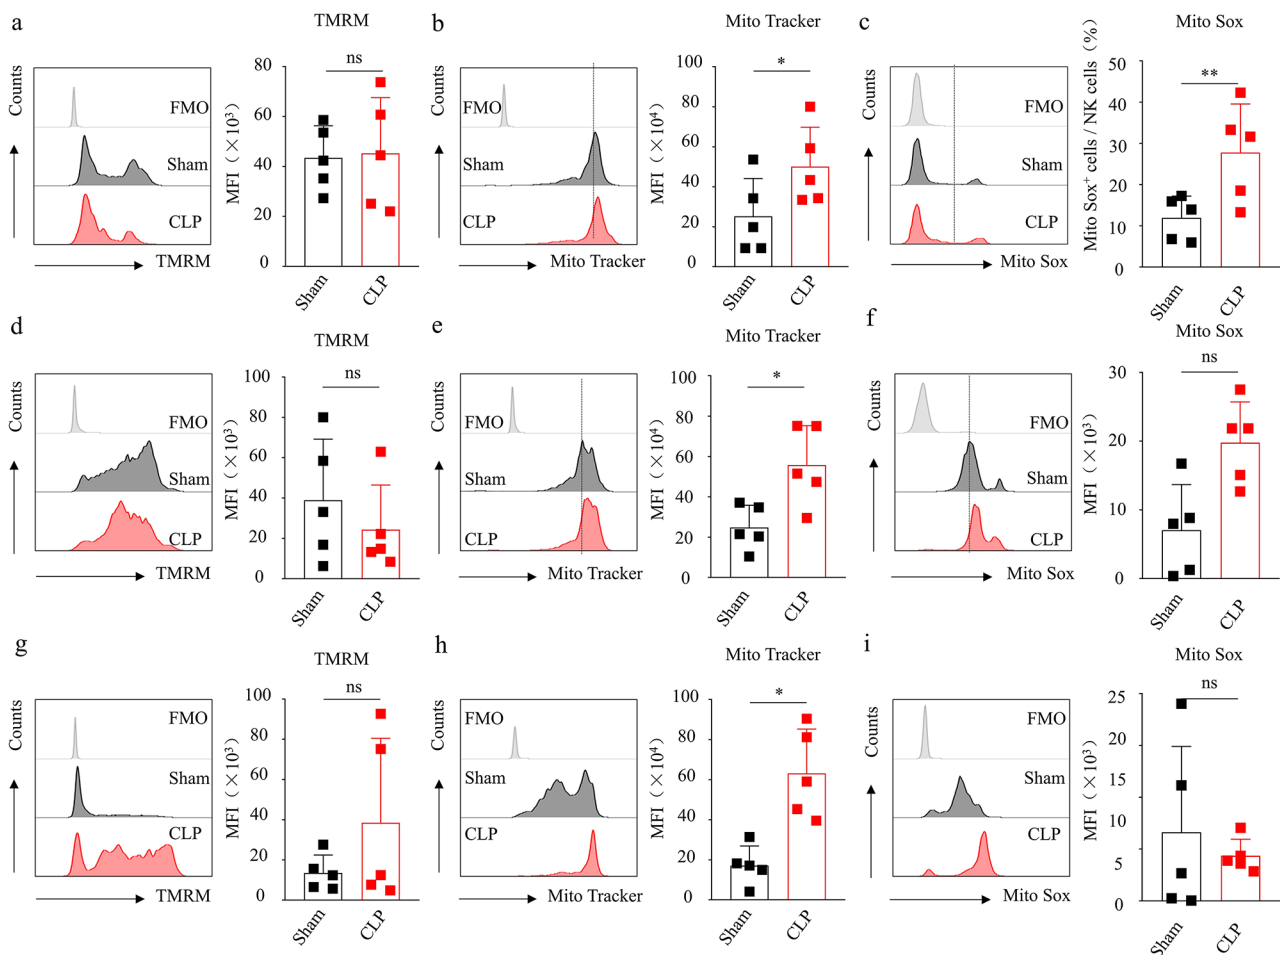 a
TMRM
Counts
FMO
Sham
CLP
TMRM
MFI（×10³）
80
60
40
20
0
ns
Sham
CLP
b
Mito Tracker
FMO
Sham
CLP
Mito Tracker
MFI（×10⁴）
100
80
60
40
20
0
*
Sham
CLP
c
Mito Sox
Counts
FMO
Sham
CLP
Mito Sox
Mito Sox⁺ cells / NK cells（%）
50
40
30
20
10
0
**
Sham
CLP
d
TMRM
Counts
FMO
Sham
CLP
TMRM
MFI（×10³）
100
80
60
40
20
0
ns
Sham
CLP
e
Mito Tracker
Counts
FMO
Sham
CLP
Mito Tracker
MFI（×10⁴）
100
80
60
40
20
0
*
Sham
CLP
f
Mito Sox
Counts
FMO
Sham
CLP
Mito Sox
MFI（×10³）
30
20
10
0
ns
Sham
CLP
g
TMRM
Counts
FMO
Sham
CLP
TMRM
MFI（×10³）
100
80
60
40
20
0
ns
Sham
CLP
h
Mito Tracker
Counts
FMO
Sham
CLP
Mito Tracker
MFI（×10⁴）
100
80
60
40
20
0
*
Sham
CLP
i
Mito Sox
Counts
FMO
Sham
CLP
Mito Sox
MFI（×10³）
25
20
15
10
5
0
ns
Sham
CLP